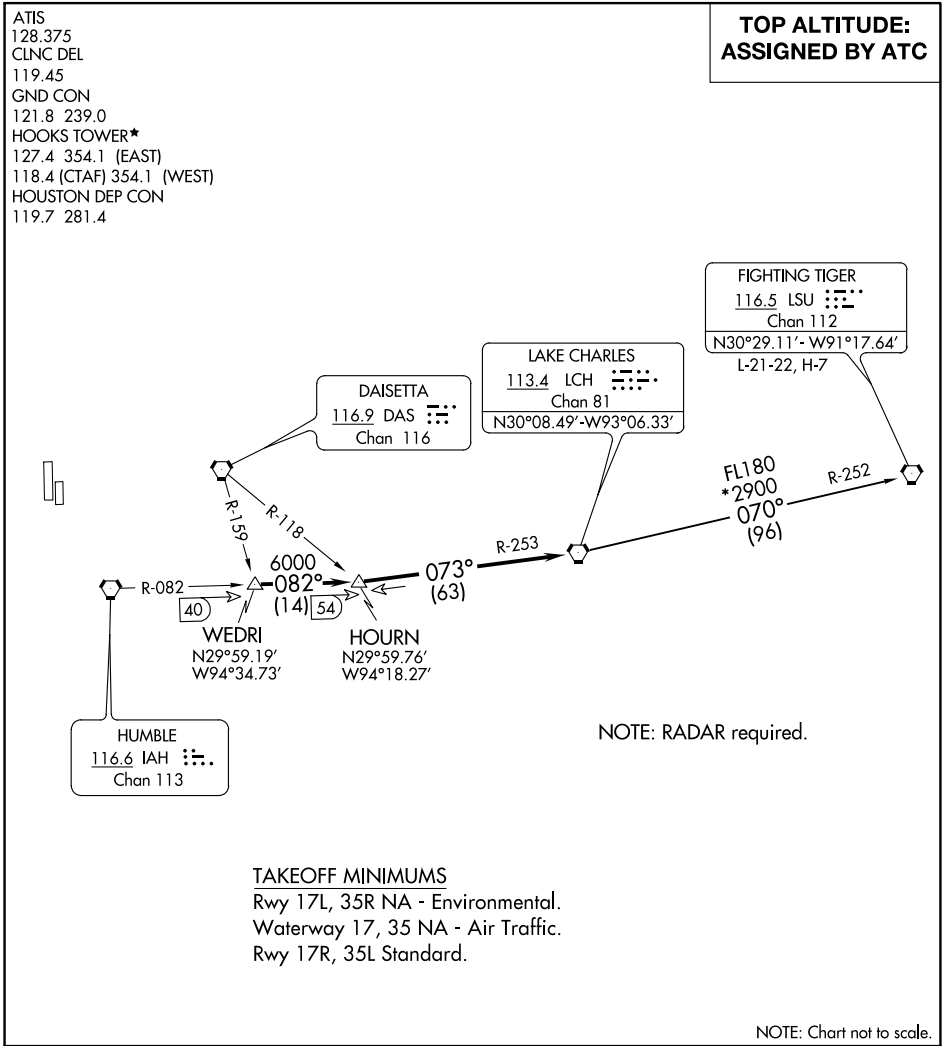 ATIS
128.375
CLNC DEL
119.45
GND CON
121.8 239.0
HOOKS TOWER★
127.4 354.1 (EAST)
118.4 (CTAF) 354.1 (WEST)
HOUSTON DEP CON
119.7 281.4
TOP ALTITUDE:
ASSIGNED BY ATC
FIGHTING TIGER
116.5 LSU
Chan 112
N30°29.11'- W91°17.64'
L-21-22, H-7
LAKE CHARLES
113.4 LCH
Chan 81
N30°08.49'-W93°06.33'
DAISETTA
116.9 DAS
Chan 116
R-159
R-118
FL180
*2900
070°
(96)
R-252
R-253
073°
(63)
6000
082°
(14)
R-082
40
54
WEDRI
N29°59.19'
W94°34.73'
HOURN
N29°59.76'
W94°18.27'
HUMBLE
116.6 IAH
Chan 113
NOTE: RADAR required.
TAKEOFF MINIMUMS
Rwy 17L, 35R NA - Environmental.
Waterway 17, 35 NA - Air Traffic.
Rwy 17R, 35L Standard.
NOTE: Chart not to scale.